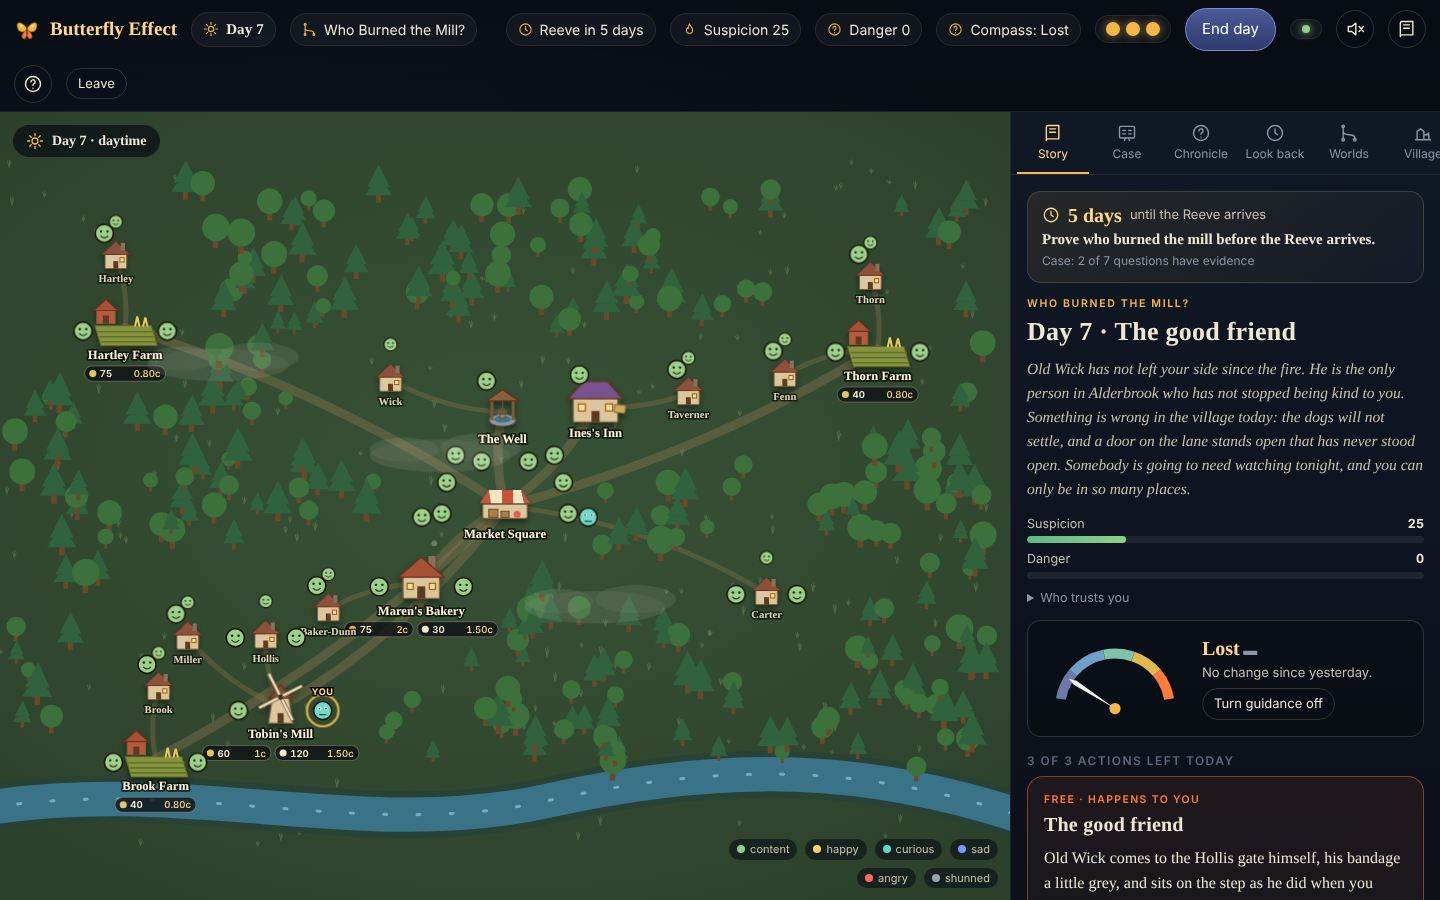 Butterfly Effect
Day 7
Who Burned the Mill?
Reeve in 5 days
Suspicion 25
Danger 0
Compass: Lost
End day
Leave
Day 7 · daytime
Hartley
Hartley Farm
75 0.80c
Wick
The Well
Ines's Inn
Taverner
Fenn
Thorn
Thorn Farm
40 0.80c
Market Square
Carter
Maren's Bakery
75 2c
30 1.50c
Baker-Dunn
Miller
Hollis
Brook
YOU
Tobin's Mill
60 1c
120 1.50c
Brook Farm
40 0.80c
content
happy
curious
sad
angry
shunned
Story
Case
Chronicle
Look back
Worlds
Village
5 days until the Reeve arrives
Prove who burned the mill before the Reeve arrives.
Case: 2 of 7 questions have evidence
WHO BURNED THE MILL?
Day 7 · The good friend
Old Wick has not left your side since the fire. He is the only
person in Alderbrook who has not stopped being kind to you.
Something is wrong in the village today: the dogs will not
settle, and a door on the lane stands open that has never stood
open. Somebody is going to need watching tonight, and you can
only be in so many places.
Suspicion 25
Danger 0
Who trusts you
Lost
No change since yesterday.
Turn guidance off
3 OF 3 ACTIONS LEFT TODAY
FREE · HAPPENS TO YOU
The good friend
Old Wick comes to the Hollis gate himself, his bandage
a little grey, and sits on the step as he did when you